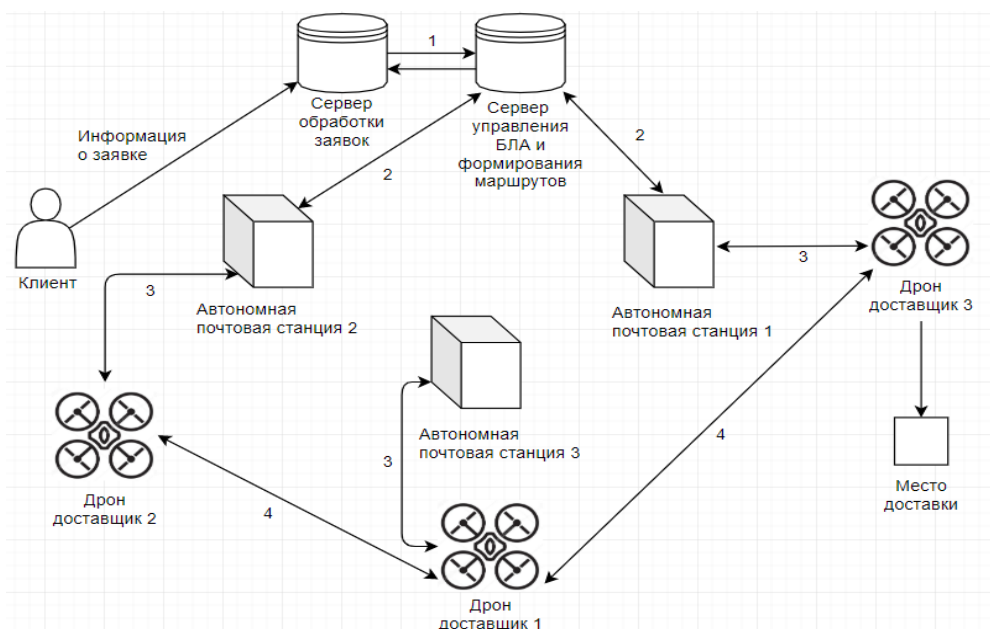 1
Сервер
обработки
заявок
Сервер
управления
БЛА и
формирования
маршрутов
Информация
о заявке
2
2
Клиент
3
Автономная
почтовая станция 2
Автономная
почтовая станция 1
3
Дрон
доставщик 3
Автономная
почтовая станция 3
3
4
Место
доставки
Дрон
доставщик 2
4
Дрон
доставщик 1